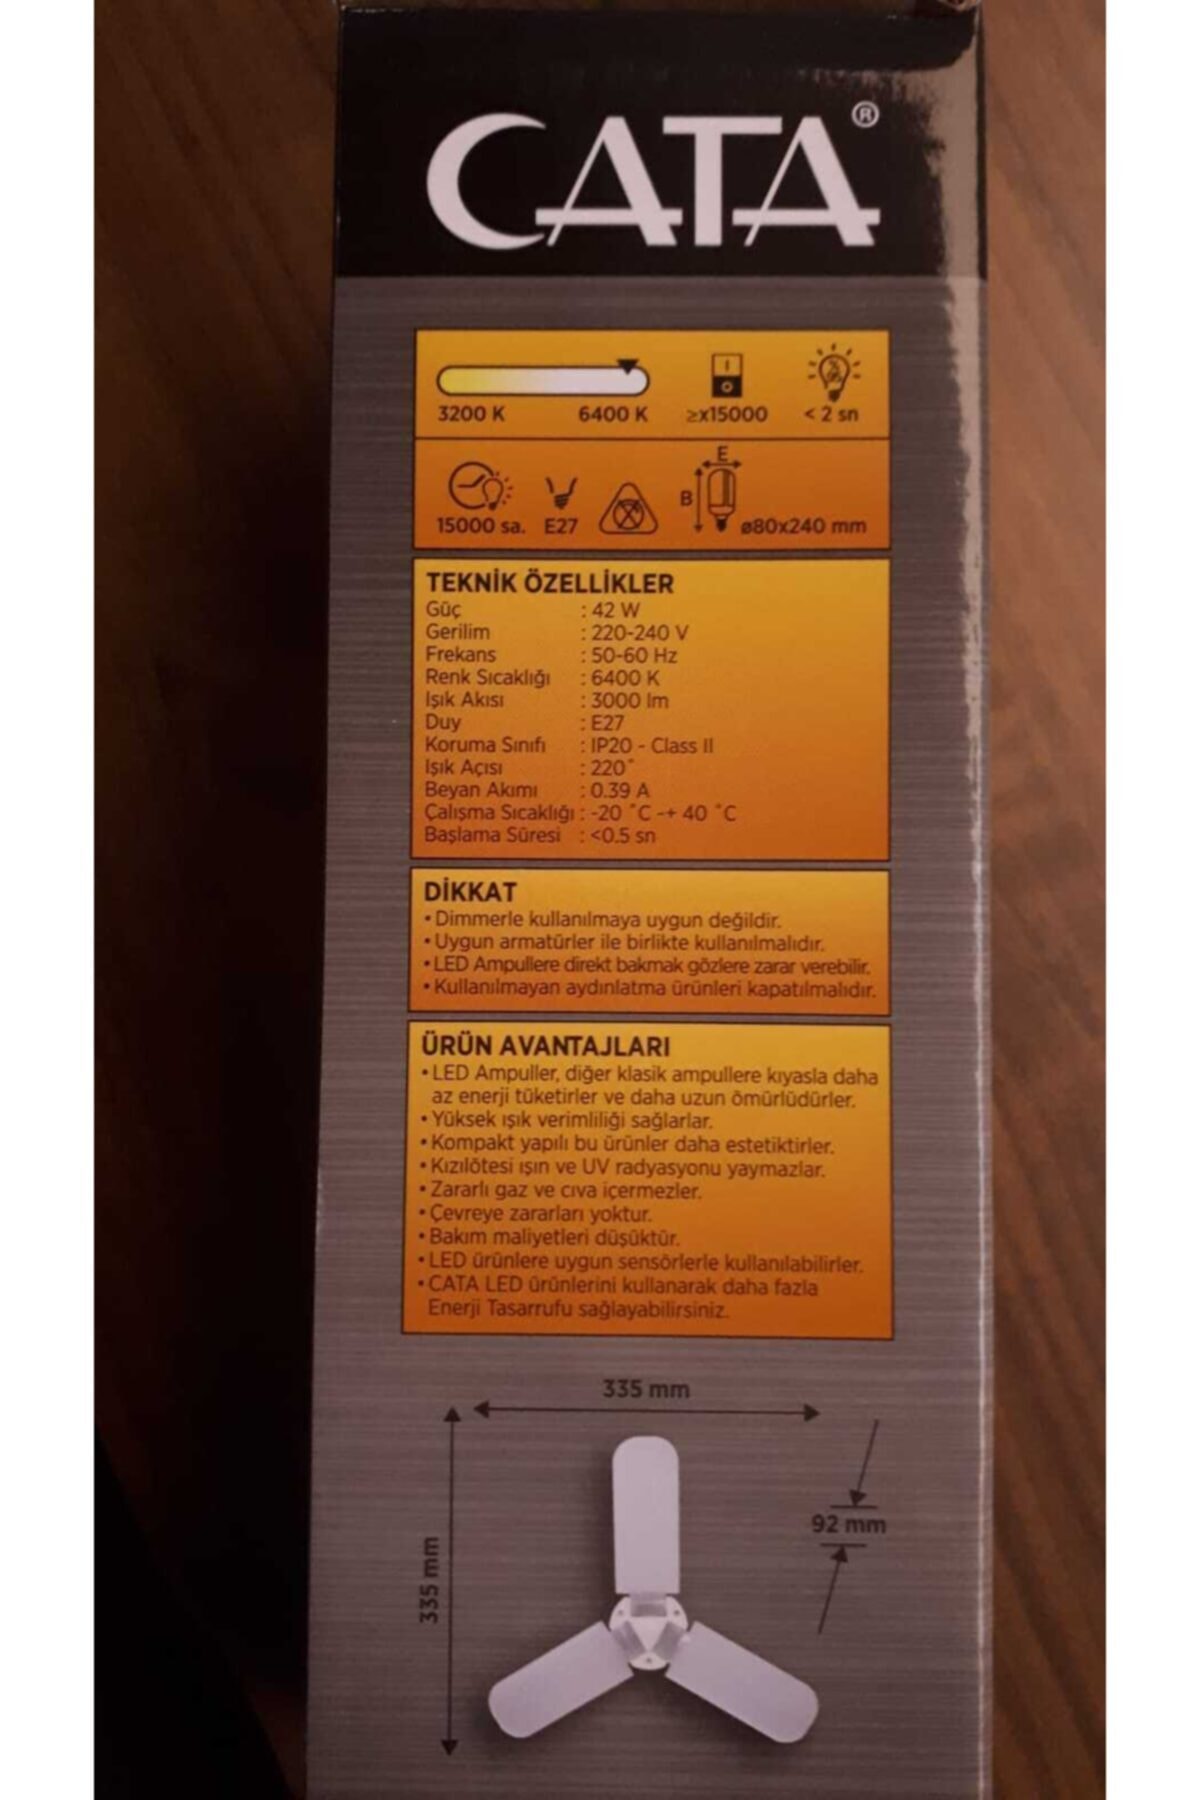 CATA®
3200 K 6400 K ≥x15000 < 2 sn
E
B
15000 sa. E27 ø80x240 mm
TEKNİK ÖZELLİKLER
Güç : 42 W
Gerilim : 220-240 V
Frekans : 50-60 Hz
Renk Sıcaklığı : 6400 K
Işık Akısı : 3000 lm
Duy : E27
Koruma Sınıfı : IP20 - Class II
Işık Açısı : 220°
Beyan Akımı : 0.39 A
Çalışma Sıcaklığı : -20 °C -+ 40 °C
Başlama Süresi : <0.5 sn
DİKKAT
• Dimmerle kullanılmaya uygun değildir.
• Uygun armatürler ile birlikte kullanılmalıdır.
• LED Ampullere direkt bakmak gözlere zarar verebilir.
• Kullanılmayan aydınlatma ürünleri kapatılmalıdır.
ÜRÜN AVANTAJLARI
• LED Ampuller, diğer klasik ampullere kıyasla daha
az enerji tüketirler ve daha uzun ömürlüdürler.
• Yüksek ışık verimliliği sağlarlar.
• Kompakt yapılı bu ürünler daha estetiktirler.
• Kızılötesi ışın ve UV radyasyonu yaymazlar.
• Zararlı gaz ve cıva içermezler.
• Çevreye zararları yoktur.
• Bakım maliyetleri düşüktür.
• LED ürünlere uygun sensörlerle kullanılabilirler.
• CATA LED ürünlerini kullanarak daha fazla
Enerji Tasarrufu sağlayabilirsiniz.
335 mm
92 mm
335 mm